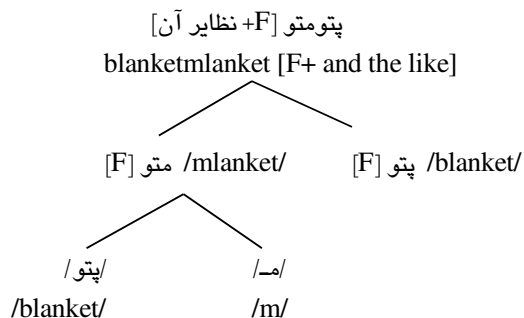 پتومتو [F+ نظایر آن]
blanketmlanket [F+ and the like]
[F] متو /mlanket/
[F] پتو /blanket/
/پتو/
/مـ/
/blanket/
/m/